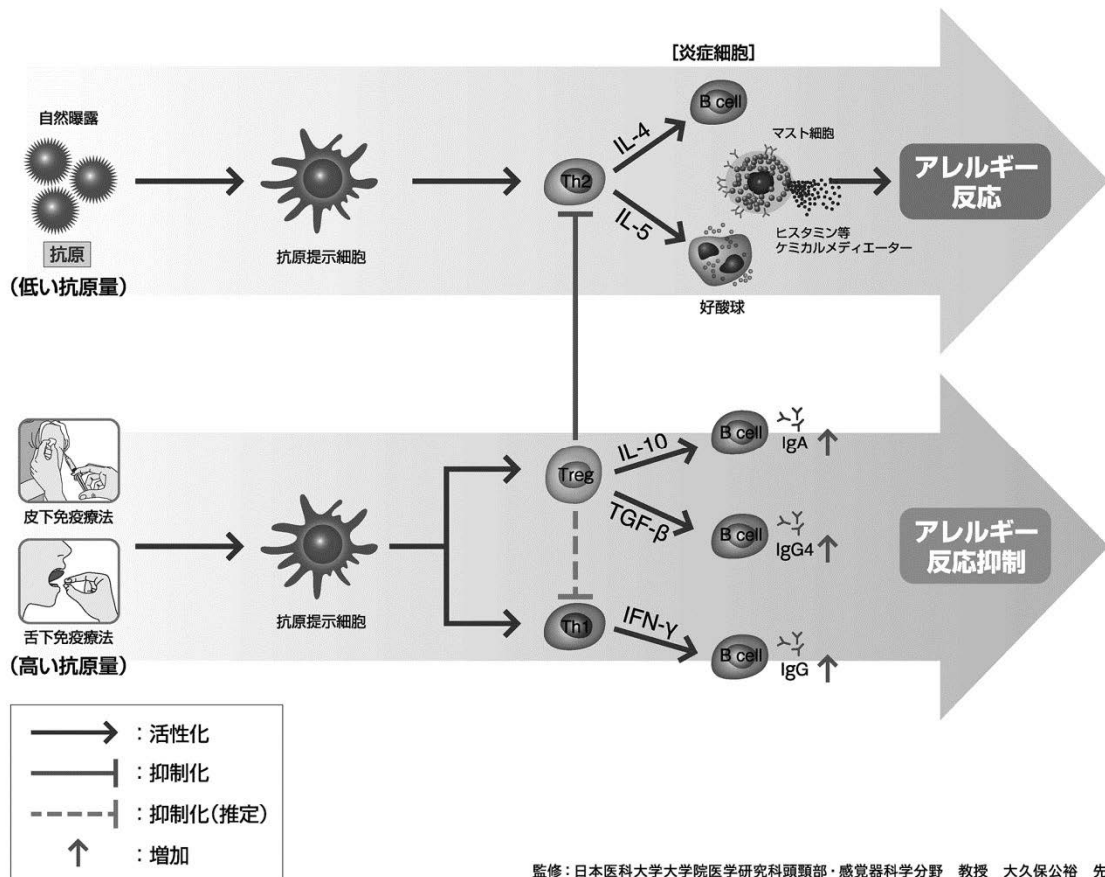 [炎症細胞]
自然曝露
B cell
IL-4
マスト細胞
Th2
アレルギー
反応
IL-5
抗原
抗原提示細胞
ヒスタミン等
ケミカルメディエーター
(低い抗原量)
好酸球
B cell
IgA
IL-10
Treg
皮下免疫療法
TGF-β
B cell
IgG4
アレルギー
反応抑制
抗原提示細胞
Th1
IFN-γ
B cell
IgG
舌下免疫療法
(高い抗原量)
:活性化
:抑制化
:抑制化(推定)
:増加
監修:日本医科大学大学院医学研究科頭頸部・感覚器科学分野 教授 大久保公裕 先